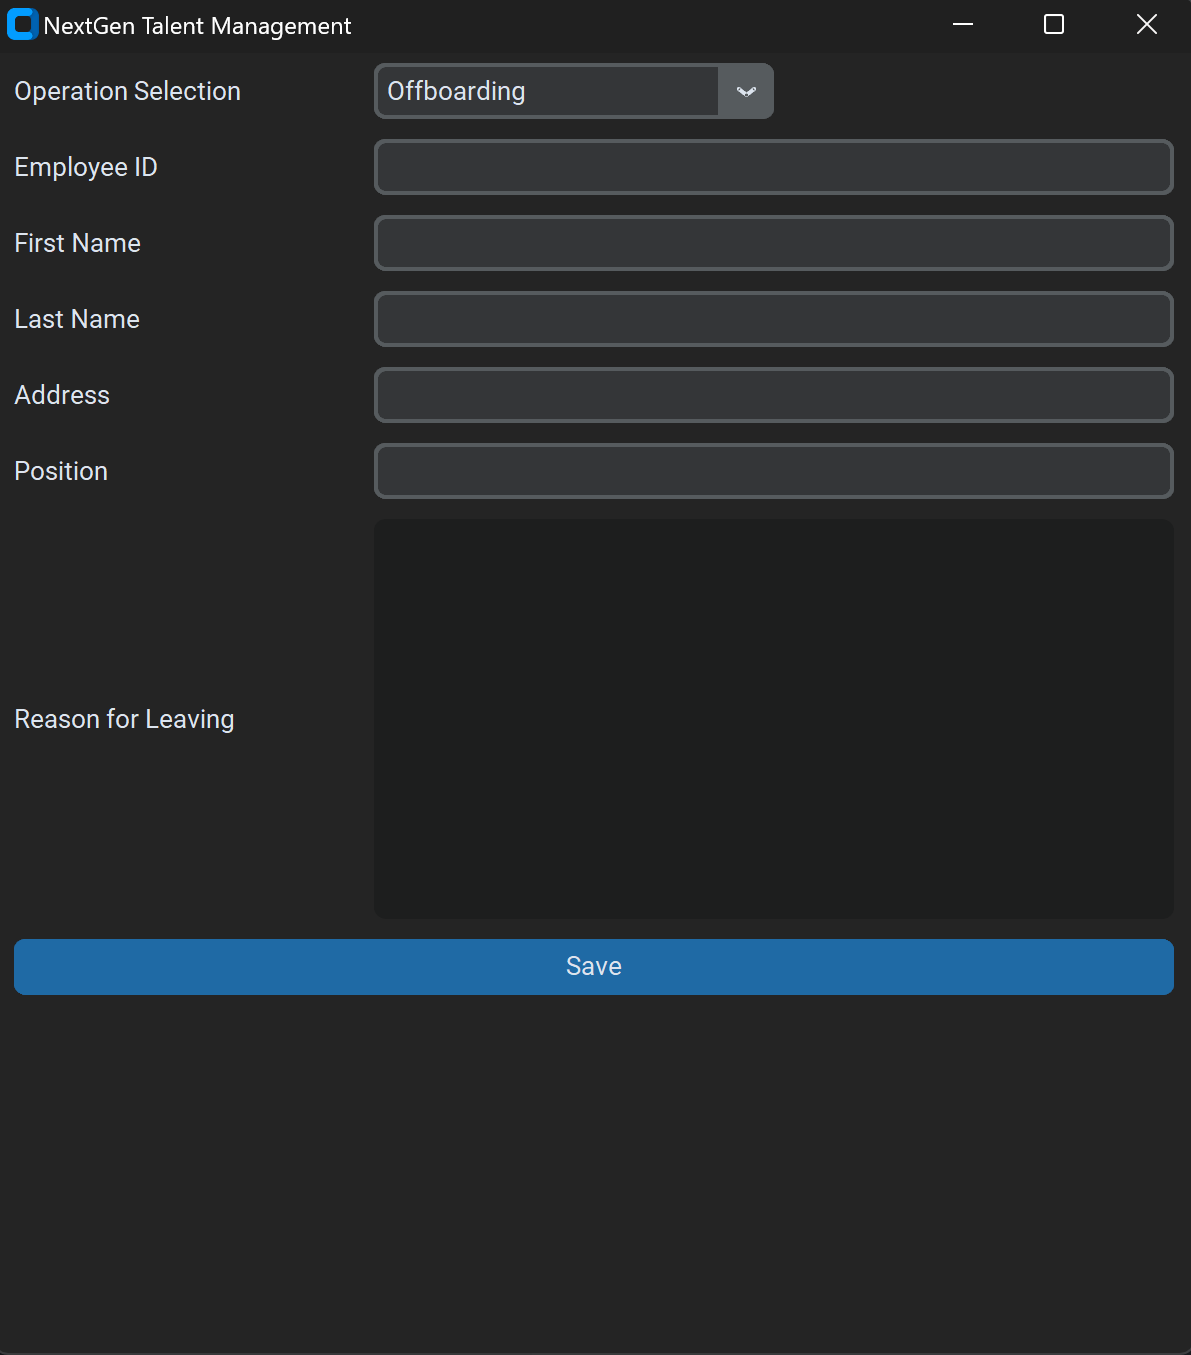 NextGen Talent Management
Operation Selection
Offboarding
Employee ID
First Name
Last Name
Address
Position
Reason for Leaving
Save